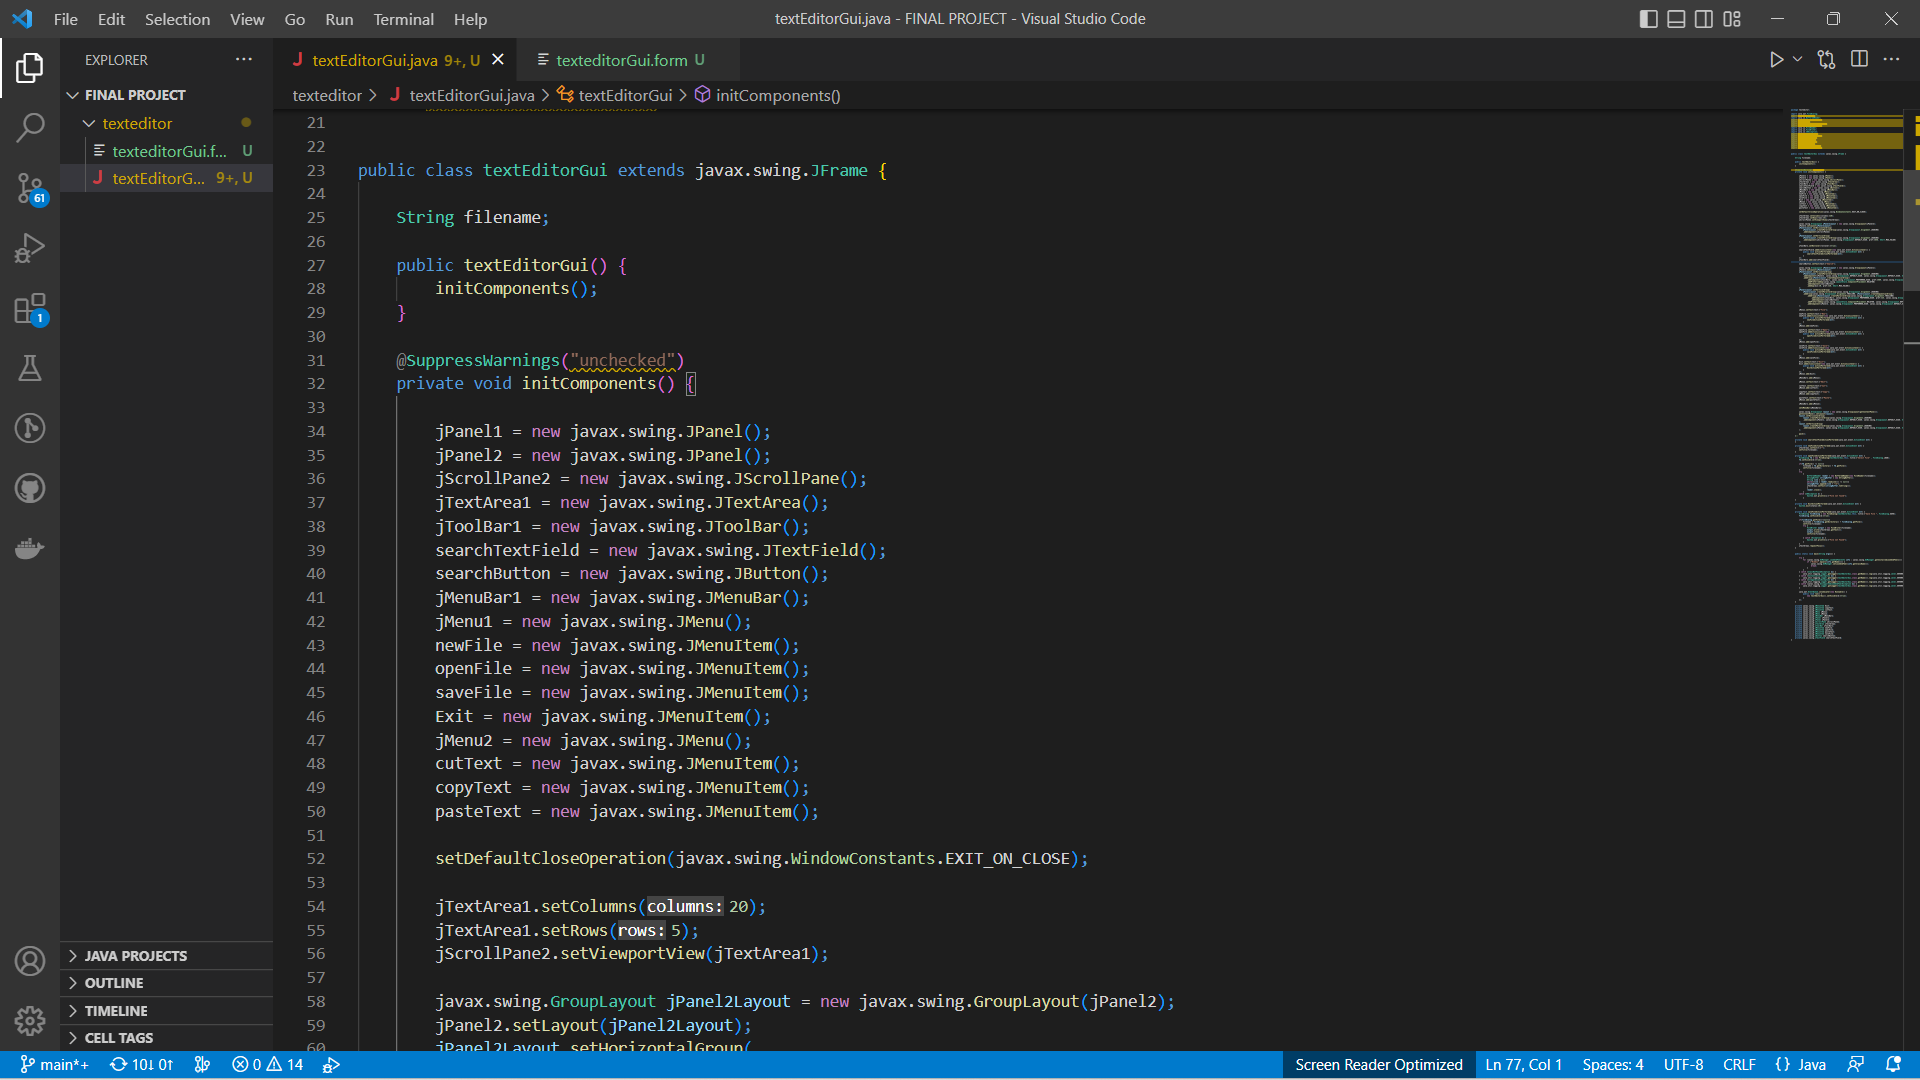 File Edit Selection View Go Run Terminal Help
textEditorGui.java - FINAL PROJECT - Visual Studio Code
EXPLORER
FINAL PROJECT
texteditor
texteditorGui.f... U
textEditorG... 9+, U
61
1
JAVA PROJECTS
OUTLINE
TIMELINE
CELL TAGS
textEditorGui.java 9+, U
texteditorGui.form U
texteditor > textEditorGui.java > textEditorGui > initComponents()
21
22
23 public class textEditorGui extends javax.swing.JFrame {
24
25 String filename;
26
27 public textEditorGui() {
28 initComponents();
29 }
30
31 @SuppressWarnings("unchecked")
32 private void initComponents() {
33
34 jPanel1 = new javax.swing.JPanel();
35 jPanel2 = new javax.swing.JPanel();
36 jScrollPane2 = new javax.swing.JScrollPane();
37 jTextArea1 = new javax.swing.JTextArea();
38 jToolBar1 = new javax.swing.JToolBar();
39 searchTextField = new javax.swing.JTextField();
40 searchButton = new javax.swing.JButton();
41 jMenuBar1 = new javax.swing.JMenuBar();
42 jMenu1 = new javax.swing.JMenu();
43 newFile = new javax.swing.JMenuItem();
44 openFile = new javax.swing.JMenuItem();
45 saveFile = new javax.swing.JMenuItem();
46 Exit = new javax.swing.JMenuItem();
47 jMenu2 = new javax.swing.JMenu();
48 cutText = new javax.swing.JMenuItem();
49 copyText = new javax.swing.JMenuItem();
50 pasteText = new javax.swing.JMenuItem();
51
52 setDefaultCloseOperation(javax.swing.WindowConstants.EXIT_ON_CLOSE);
53
54 jTextArea1.setColumns(columns: 20);
55 jTextArea1.setRows(rows: 5);
56 jScrollPane2.setViewportView(jTextArea1);
57
58 javax.swing.GroupLayout jPanel2Layout = new javax.swing.GroupLayout(jPanel2);
59 jPanel2.setLayout(jPanel2Layout);
60 jPanel2Layout.setHorizontalGroup(
main*+ 10↓ 0↑ 0 14
Screen Reader Optimized Ln 77, Col 1 Spaces: 4 UTF-8 CRLF {} Java